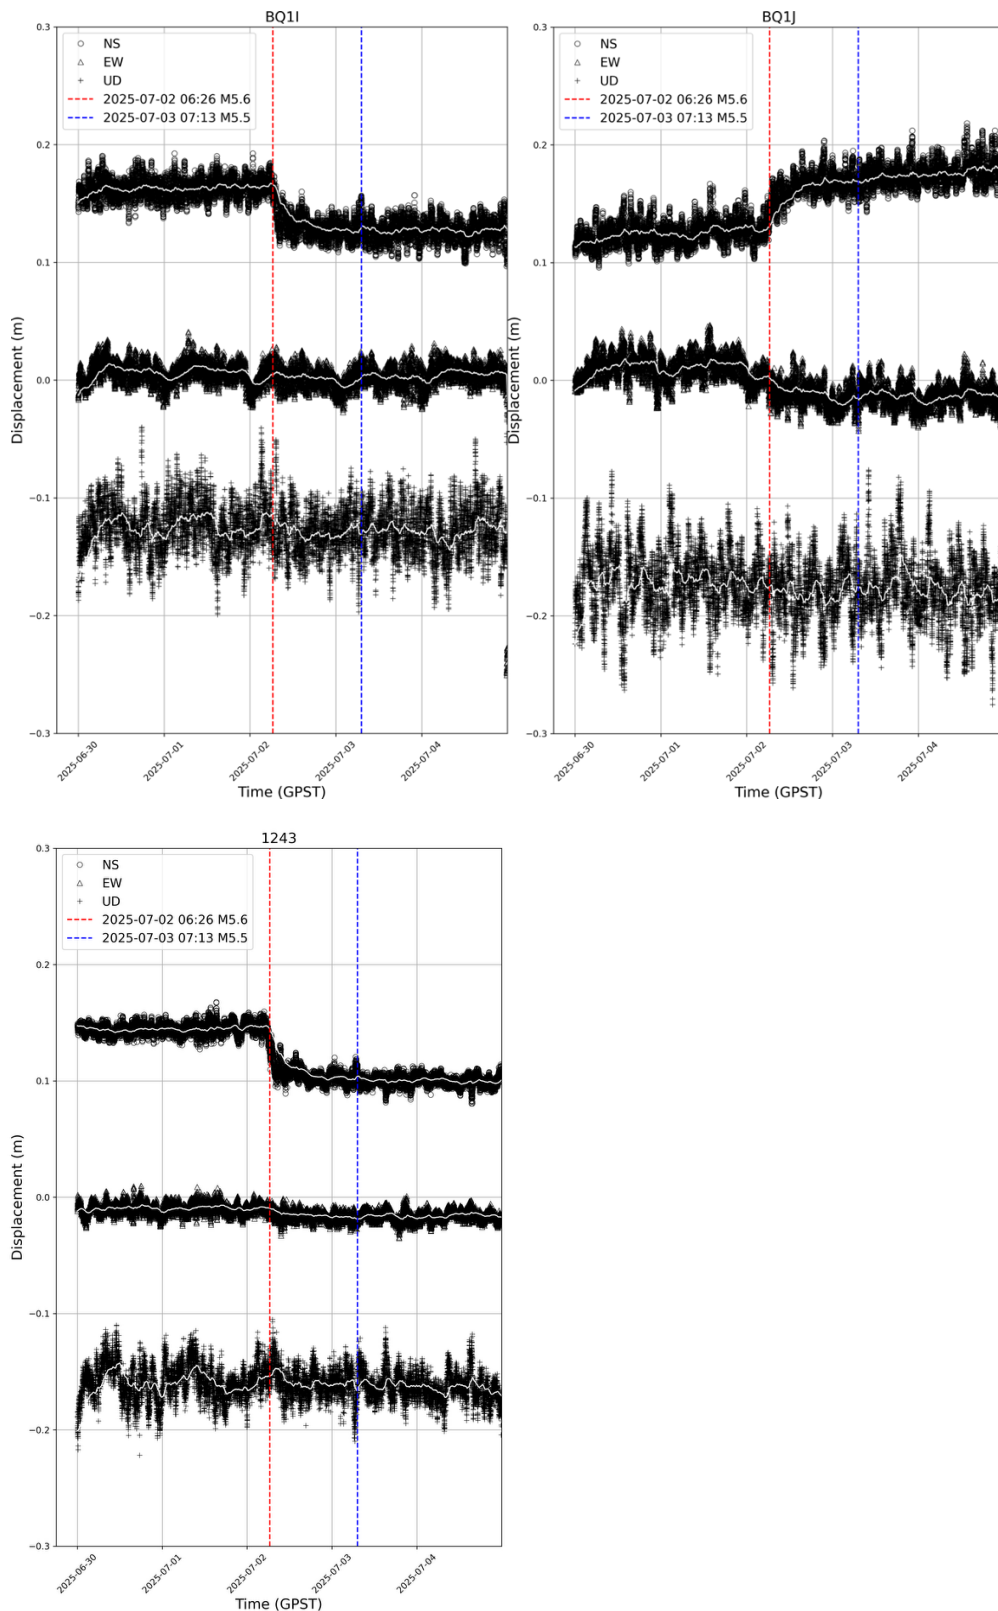 BQ1I
NS
EW
UD
2025-07-02 06:26 M5.6
2025-07-03 07:13 M5.5
0.3
0.2
0.1
0.0
−0.1
−0.2
−0.3
Displacement (m)
2025-06-30
2025-07-01
2025-07-02
2025-07-03
2025-07-04
Time (GPST)
BQ1J
NS
EW
UD
2025-07-02 06:26 M5.6
2025-07-03 07:13 M5.5
0.3
0.2
0.1
0.0
−0.1
−0.2
−0.3
Displacement (m)
2025-06-30
2025-07-01
2025-07-02
2025-07-03
2025-07-04
Time (GPST)
1243
NS
EW
UD
2025-07-02 06:26 M5.6
2025-07-03 07:13 M5.5
0.3
0.2
0.1
0.0
−0.1
−0.2
−0.3
Displacement (m)
2025-06-30
2025-07-01
2025-07-02
2025-07-03
2025-07-04
Time (GPST)